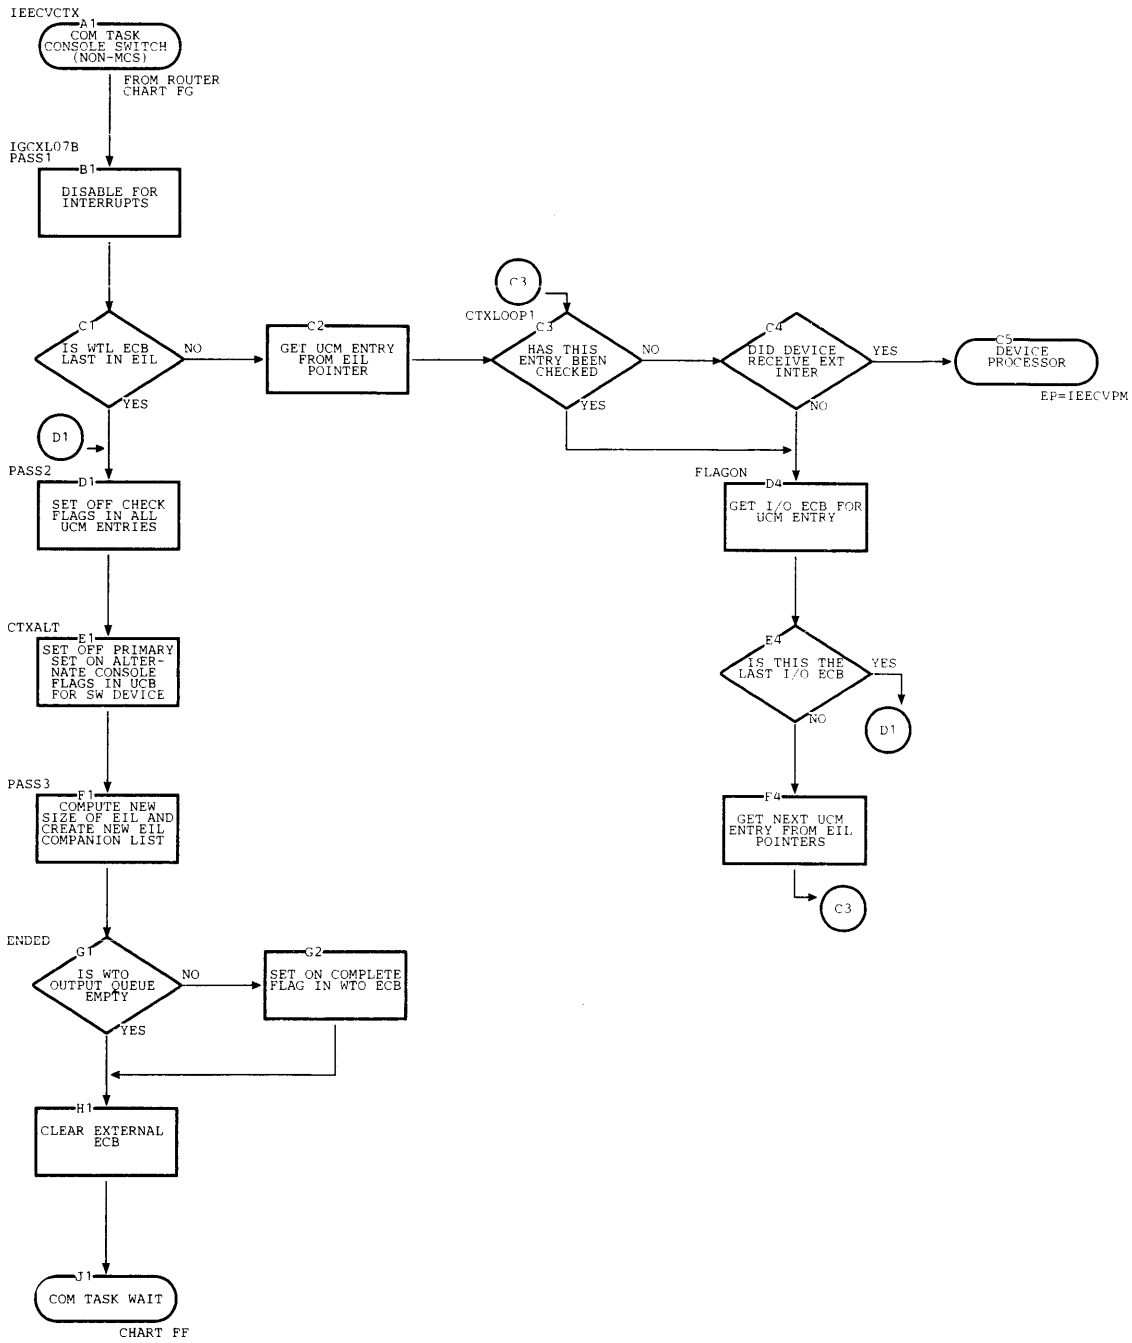 IEECVCTX
A1
COM TASK
CONSOLE SWITCH
(NON-MCS)
FROM ROUTER
CHART FG
IGCXL07B
PASS1
B1
DISABLE FOR
INTERRUPTS
C1
IS WTL ECB
LAST IN EIL
NO
YES
C2
GET UCM ENTRY
FROM EIL
POINTER
C3
CTXLOOP1
C3
HAS THIS
ENTRY BEEN
CHECKED
NO
YES
C4
DID DEVICE
RECEIVE EXT
INTER
YES
NO
C5
DEVICE
PROCESSOR
EP=IEECVPM
D1
PASS2
D1
SET OFF CHECK
FLAGS IN ALL
UCM ENTRIES
FLAGON
D4
GET I/O ECB FOR
UCM ENTRY
CTXALT
E1
SET OFF PRIMARY
SET ON ALTER-
NATE CONSOLE
FLAGS IN UCB
FOR SW DEVICE
E4
IS THIS THE
LAST I/O ECB
YES
NO
D1
PASS3
F1
COMPUTE NEW
SIZE OF EIL AND
CREATE NEW EIL
COMPANION LIST
F4
GET NEXT UCM
ENTRY FROM EIL
POINTERS
C3
ENDED
G1
IS WTO
OUTPUT QUEUE
EMPTY
NO
YES
G2
SET ON COMPLETE
FLAG IN WTO ECB
H1
CLEAR EXTERNAL
ECB
J1
COM TASK WAIT
CHART FF